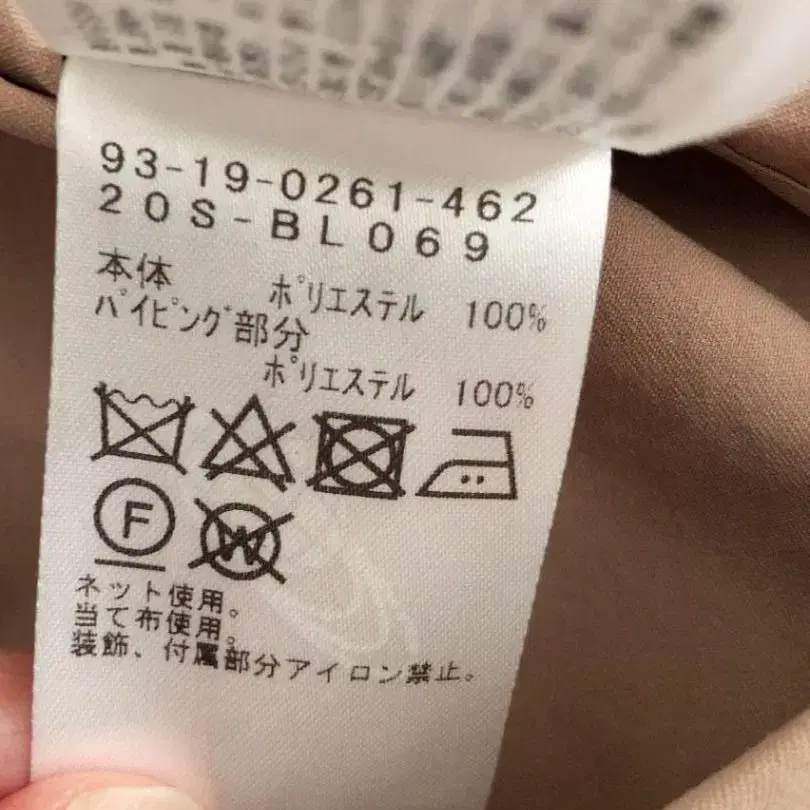 93-19-0261-462
20S-BL069
本体 ポリエステル 100%
パイピング部分
ポリエステル 100%
F
W
ネット使用。
当て布使用。
装飾、付属部分アイロン禁止。